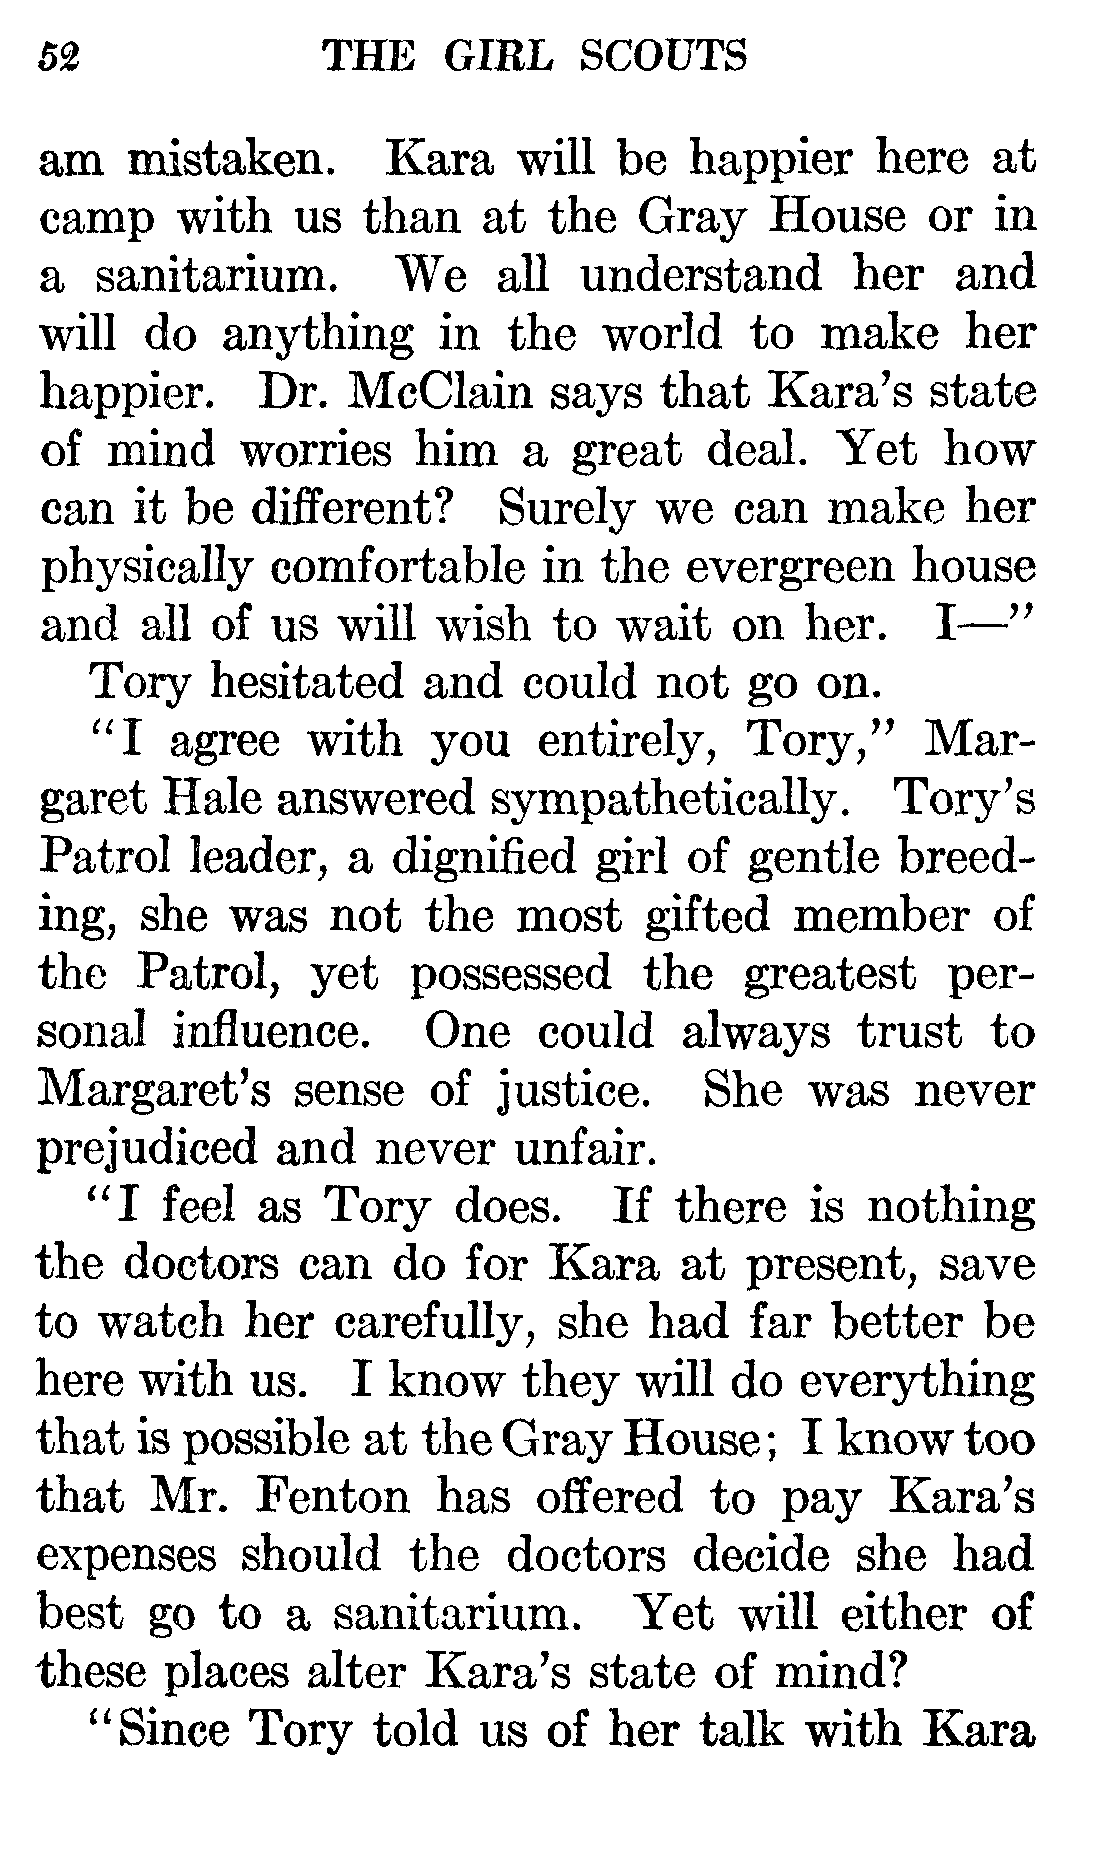 52 THE GIRL SCOUTS
am mistaken. Kara will be happier here at
camp with us than at the Gray House or in
a sanitarium. We all understand her and
will do anything in the world to make her
happier. Dr. McClain says that Kara's state
of mind worries him a great deal. Yet how
can it be different? Surely we can make her
physically comfortable in the evergreen house
and all of us will wish to wait on her. I—"
Tory hesitated and could not go on.
"I agree with you entirely, Tory," Mar-
garet Hale answered sympathetically. Tory's
Patrol leader, a dignified girl of gentle breed-
ing, she was not the most gifted member of
the Patrol, yet possessed the greatest per-
sonal influence. One could always trust to
Margaret's sense of justice. She was never
prejudiced and never unfair.
"I feel as Tory does. If there is nothing
the doctors can do for Kara at present, save
to watch her carefully, she had far better be
here with us. I know they will do everything
that is possible at the Gray House; I know too
that Mr. Fenton has offered to pay Kara's
expenses should the doctors decide she had
best go to a sanitarium. Yet will either of
these places alter Kara's state of mind?
"Since Tory told us of her talk with Kara